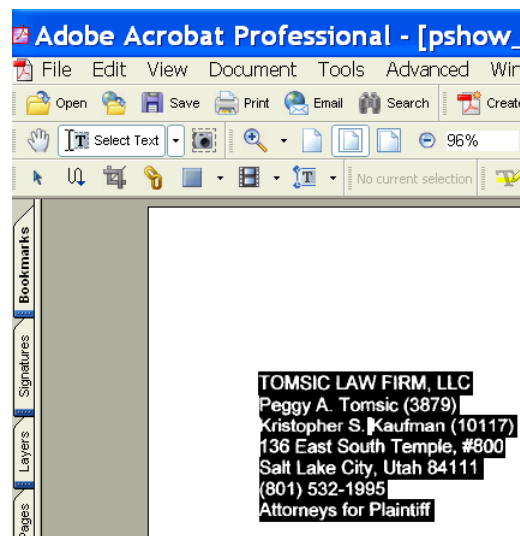 Adobe Acrobat Professional - [pshow_
File Edit View Document Tools Advanced Win
Open Save Print Email Search Create
Select Text 96%
No current selection
Bookmarks
Signatures
Layers
Pages
TOMSIC LAW FIRM, LLC
Peggy A. Tomsic (3879)
Kristopher S. Kaufman (10117)
136 East South Temple, #800
Salt Lake City, Utah 84111
(801) 532-1995
Attorneys for Plaintiff